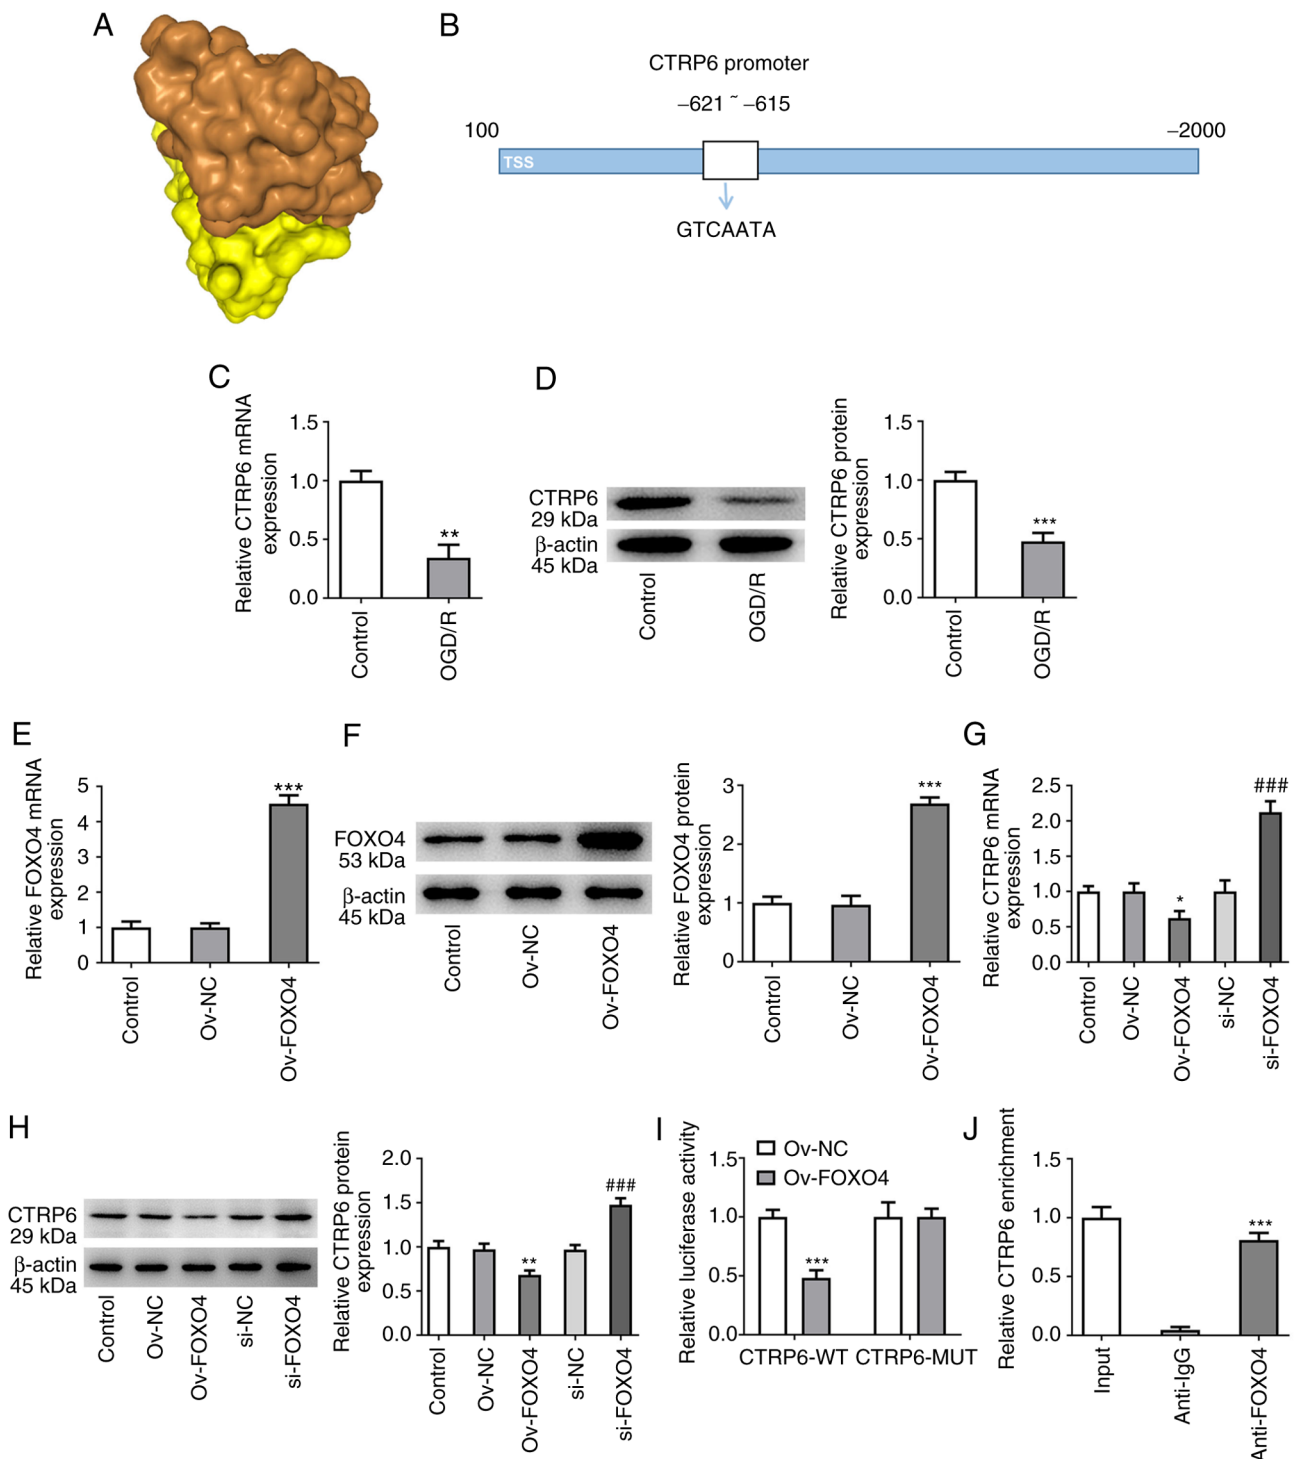 A
B
CTRP6 promoter
−621 ~ −615
100
−2000
TSS
GTCAATA
C
Relative CTRP6 mRNA
expression
1.5
1.0
0.5
0.0
**
Control
OGD/R
D
CTRP6
29 kDa
β-actin
45 kDa
Control
OGD/R
Relative CTRP6 protein
expression
1.5
1.0
0.5
0.0
***
Control
OGD/R
E
Relative FOXO4 mRNA
expression
5
4
3
2
1
0
***
Control
Ov-NC
Ov-FOXO4
F
FOXO4
53 kDa
β-actin
45 kDa
Control
Ov-NC
Ov-FOXO4
Relative FOXO4 protein
expression
3
2
1
0
***
Control
Ov-NC
Ov-FOXO4
G
Relative CTRP6 mRNA
expression
2.5
2.0
1.5
1.0
0.5
0.0
*
###
Control
Ov-NC
Ov-FOXO4
si-NC
si-FOXO4
H
CTRP6
29 kDa
β-actin
45 kDa
Control
Ov-NC
Ov-FOXO4
si-NC
si-FOXO4
Relative CTRP6 protein
expression
2.0
1.5
1.0
0.5
0.0
**
###
Control
Ov-NC
Ov-FOXO4
si-NC
si-FOXO4
I
Relative luciferase activity
Ov-NC
Ov-FOXO4
1.5
1.0
0.5
0.0
***
CTRP6-WT
CTRP6-MUT
J
Relative CTRP6 enrichment
1.5
1.0
0.5
0.0
***
Input
Anti-IgG
Anti-FOXO4